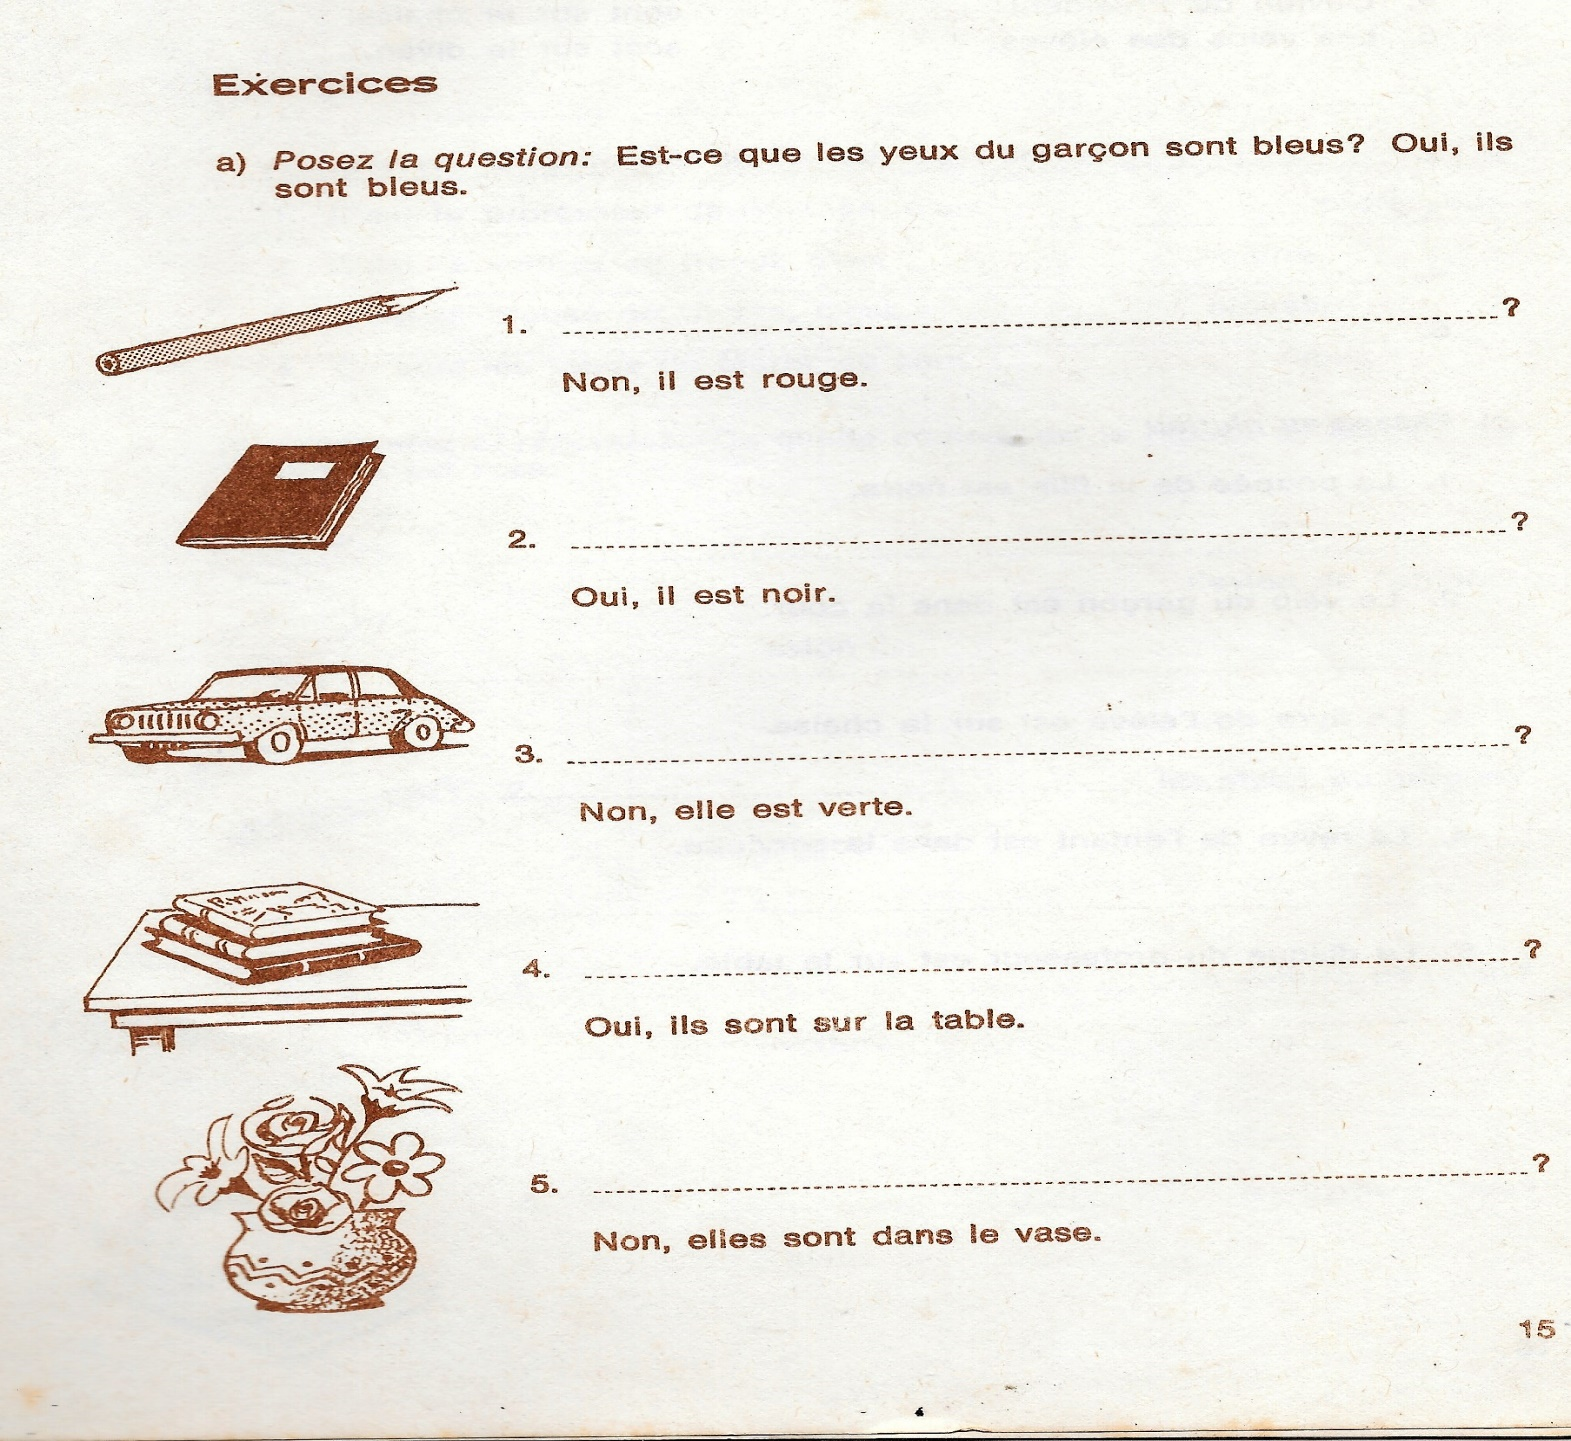 Exercices
a) Posez la question: Est-ce que les yeux du garçon sont bleus? Oui, ils
sont bleus.
1. ?
Non, il est rouge.
2. ?
Oui, il est noir.
3. ?
Non, elle est verte.
4. ?
Oui, ils sont sur la table.
5. ?
Non, elles sont dans le vase.
15